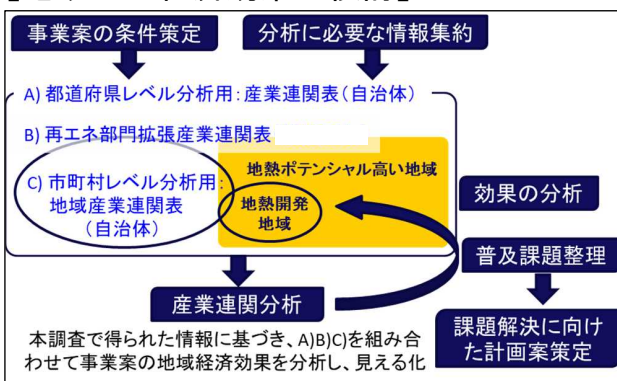 事業案の条件策定
分析に必要な情報集約
A) 都道府県レベル分析用: 産業連関表(自治体)
B) 再エネ部門拡張産業連関表
C) 市町村レベル分析用:
地域産業連関表
(自治体)
地熱ポテンシャル高い地域
地熱開発
地域
効果の分析
普及課題整理
産業連関分析
課題解決に向け
た計画案策定
本調査で得られた情報に基づき、A)B)C)を組み合
わせて事業案の地域経済効果を分析し、見える化